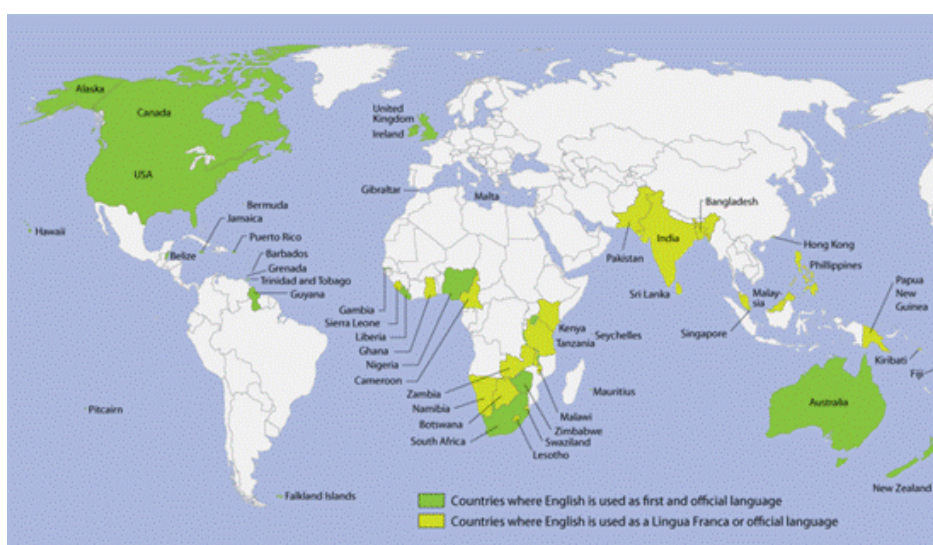 Alaska
Canada
USA
Hawaii
Bermuda
Jamaica
Puerto Rico
Belize
Barbados
Grenada
Trinidad and Tobago
Guyana
Pitcairn
Falkland Islands
United
Kingdom
Ireland
Gibraltar
Malta
Gambia
Sierra Leone
Liberia
Ghana
Nigeria
Cameroon
Zambia
Namibia
Botswana
South Africa
Kenya
Tanzania
Seychelles
Mauritius
Malawi
Zimbabwe
Swaziland
Lesotho
Bangladesh
India
Pakistan
Sri Lanka
Hong Kong
Phillippines
Malay-
sia
Singapore
Papua
New
Guinea
Kiribati
Fiji
Australia
New Zealand
Countries where English is used as first and official language
Countries where English is used as a Lingua Franca or official language